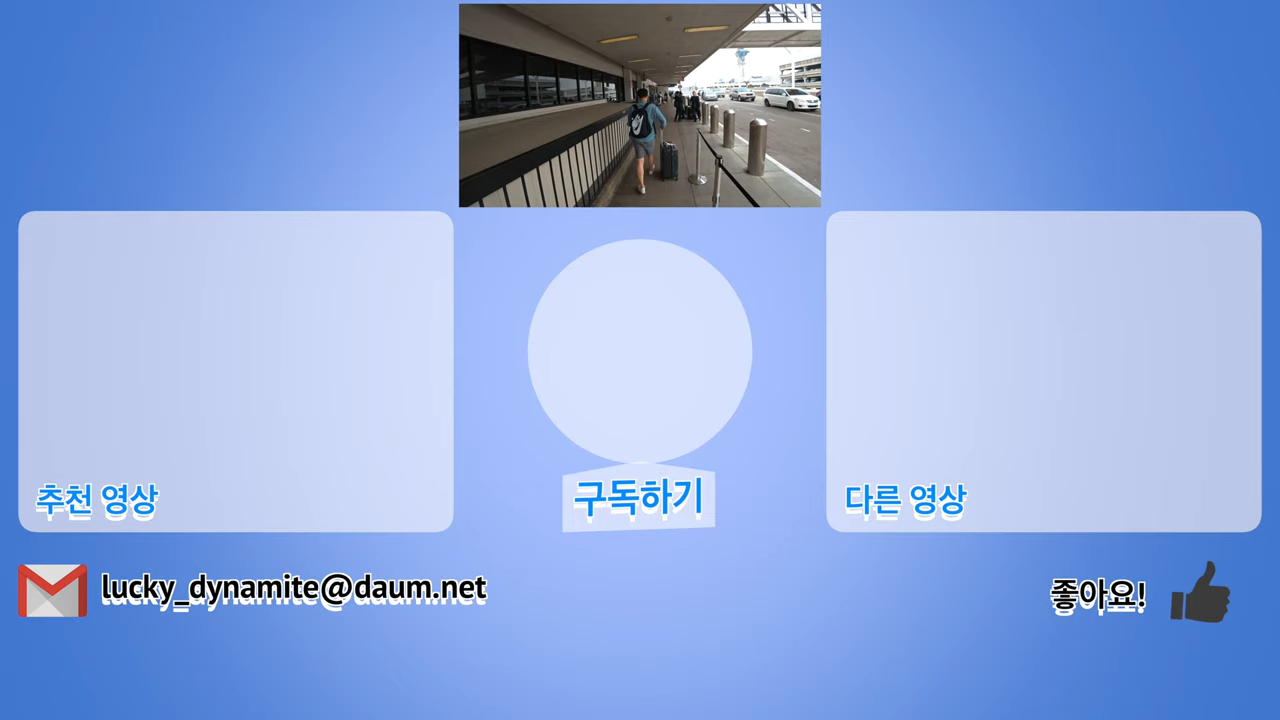 추천 영상
구독하기
다른 영상
lucky_dynamite@daum.net
좋아요!